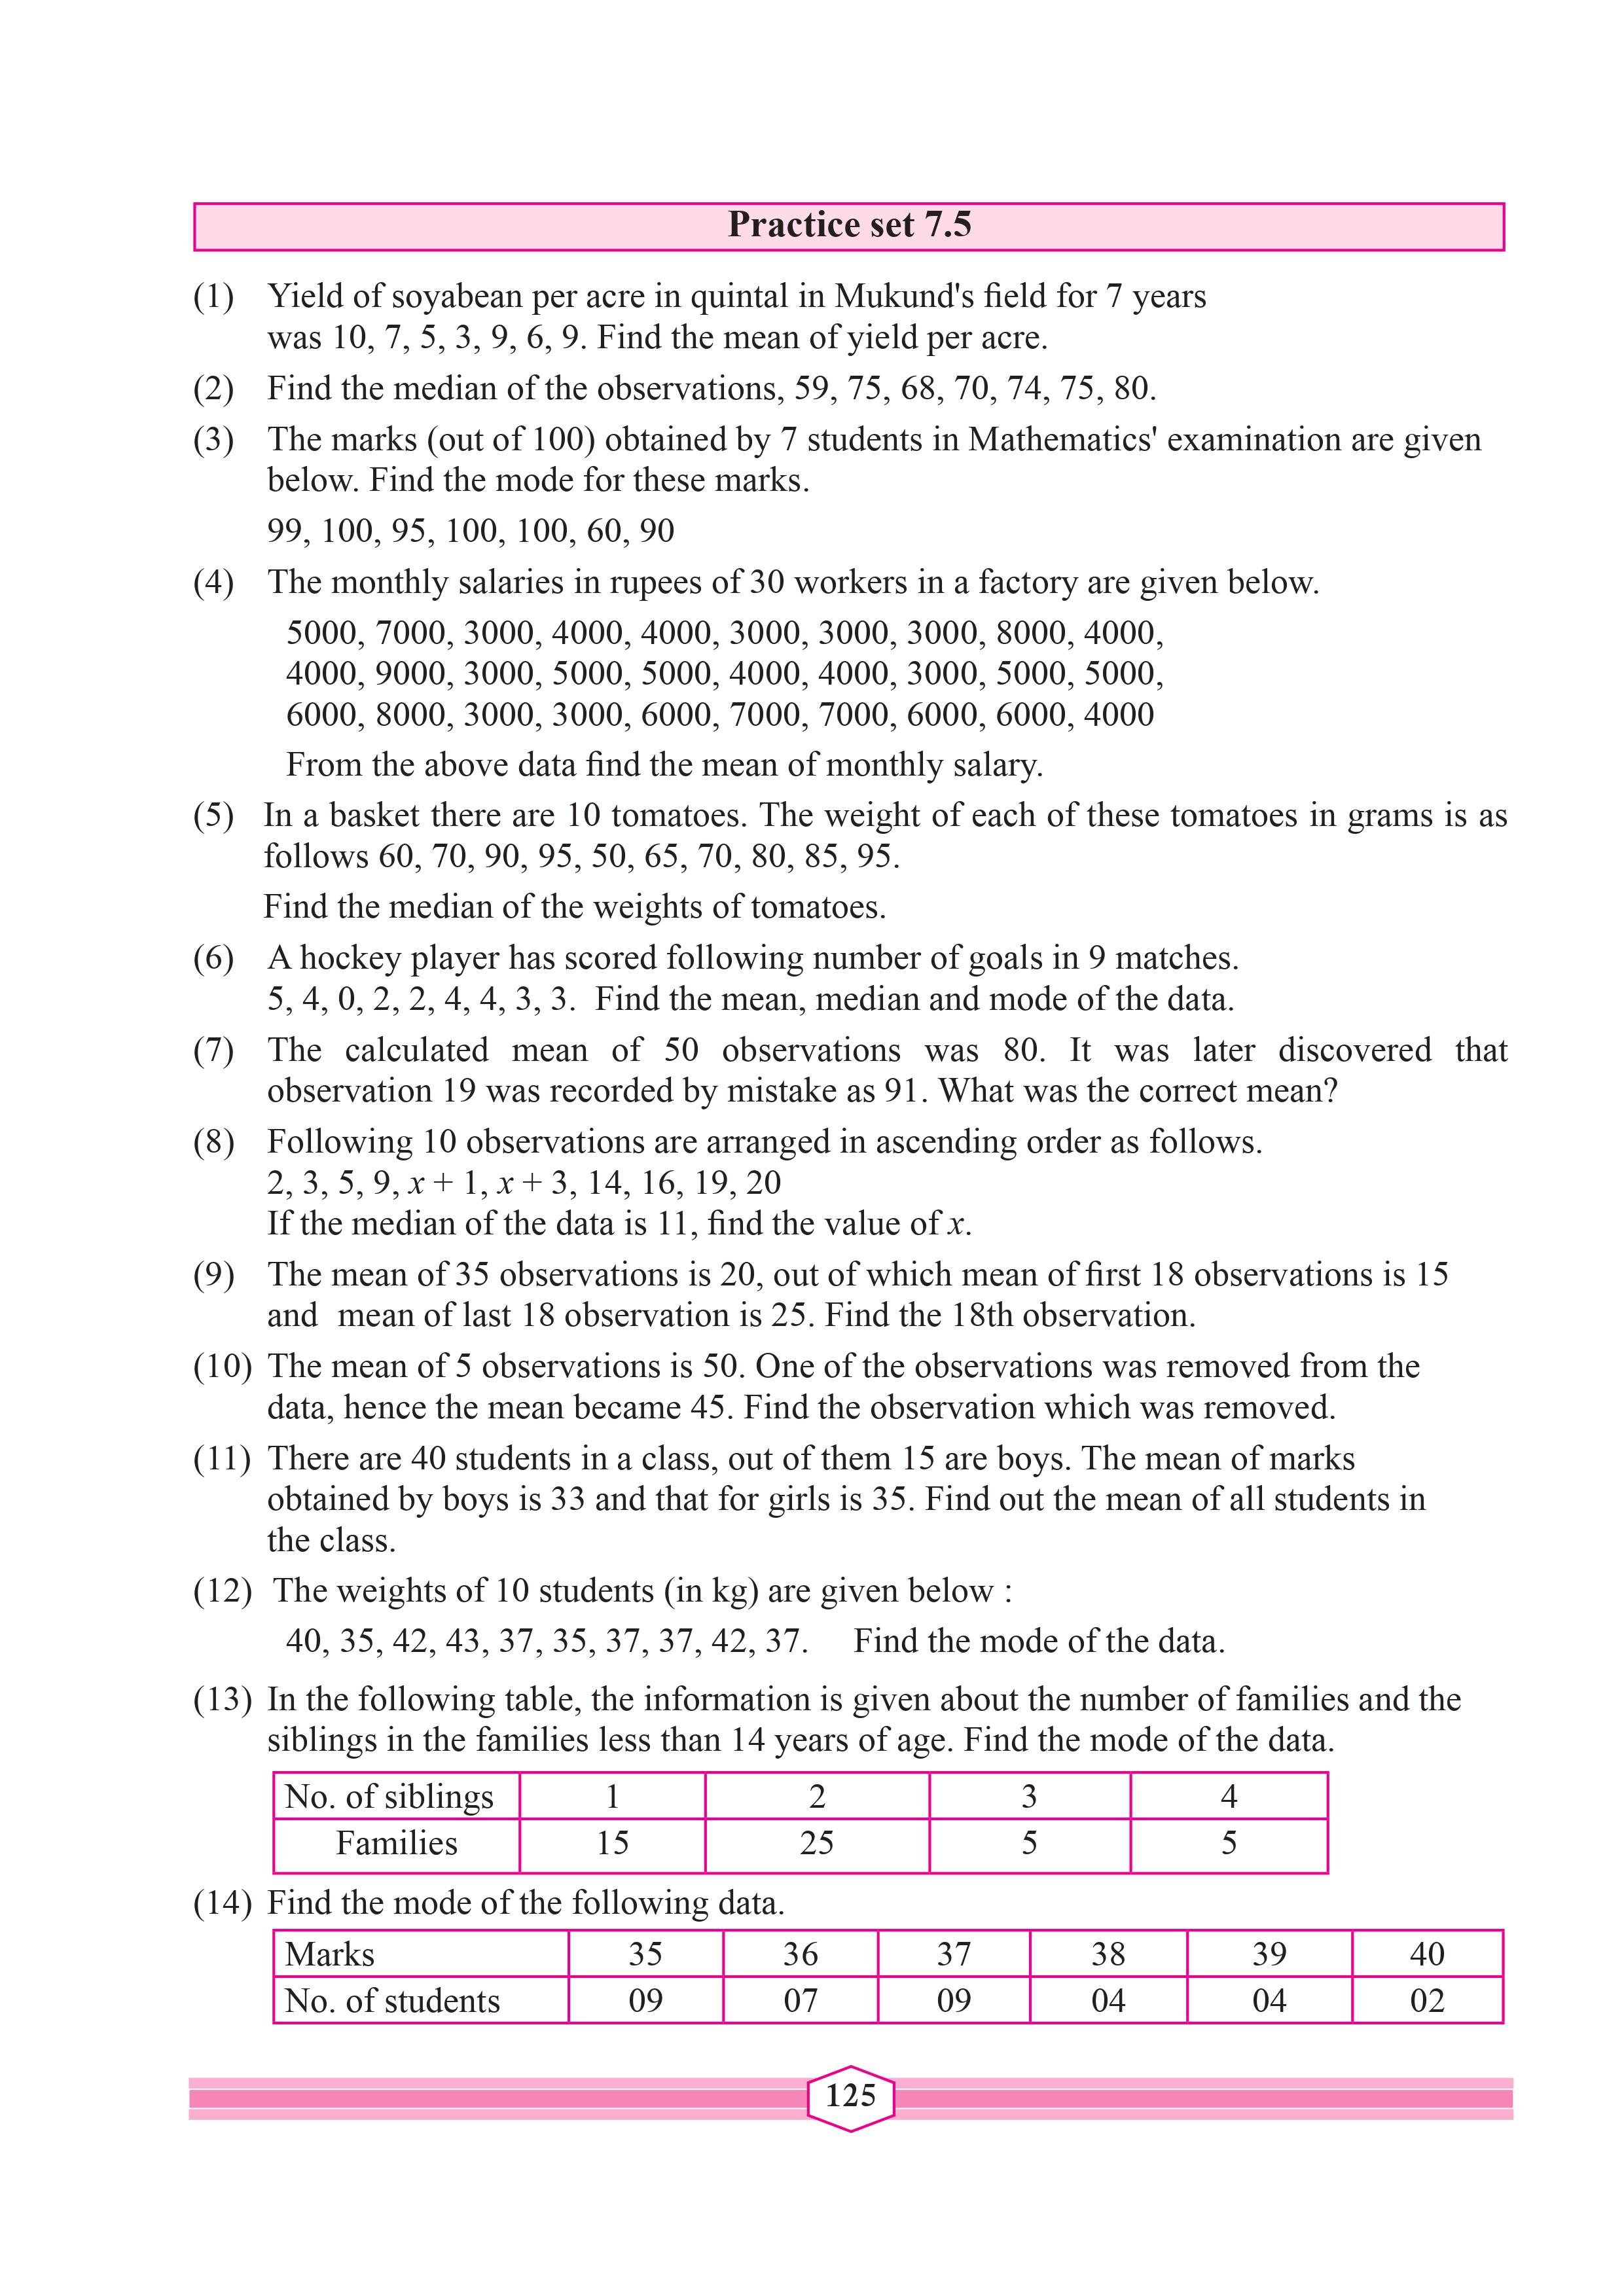 Practice set 7.5
(1) Yield of soyabean per acre in quintal in Mukund's field for 7 years
was 10, 7, 5, 3, 9, 6, 9. Find the mean of yield per acre.
(2) Find the median of the observations, 59, 75, 68, 70, 74, 75, 80.
(3) The marks (out of 100) obtained by 7 students in Mathematics' examination are given
below. Find the mode for these marks.
99, 100, 95, 100, 100, 60, 90
(4) The monthly salaries in rupees of 30 workers in a factory are given below.
5000, 7000, 3000, 4000, 4000, 3000, 3000, 3000, 8000, 4000,
4000, 9000, 3000, 5000, 5000, 4000, 4000, 3000, 5000, 5000,
6000, 8000, 3000, 3000, 6000, 7000, 7000, 6000, 6000, 4000
From the above data find the mean of monthly salary.
(5) In a basket there are 10 tomatoes. The weight of each of these tomatoes in grams is as
follows 60, 70, 90, 95, 50, 65, 70, 80, 85, 95.
Find the median of the weights of tomatoes.
(6) A hockey player has scored following number of goals in 9 matches.
5, 4, 0, 2, 2, 4, 4, 3, 3. Find the mean, median and mode of the data.
(7) The calculated mean of 50 observations was 80. It was later discovered that
observation 19 was recorded by mistake as 91. What was the correct mean?
(8) Following 10 observations are arranged in ascending order as follows.
2, 3, 5, 9, x + 1, x + 3, 14, 16, 19, 20
If the median of the data is 11, find the value of x.
(9) The mean of 35 observations is 20, out of which mean of first 18 observations is 15
and mean of last 18 observation is 25. Find the 18th observation.
(10) The mean of 5 observations is 50. One of the observations was removed from the
data, hence the mean became 45. Find the observation which was removed.
(11) There are 40 students in a class, out of them 15 are boys. The mean of marks
obtained by boys is 33 and that for girls is 35. Find out the mean of all students in
the class.
(12) The weights of 10 students (in kg) are given below :
40, 35, 42, 43, 37, 35, 37, 37, 42, 37. Find the mode of the data.
(13) In the following table, the information is given about the number of families and the
siblings in the families less than 14 years of age. Find the mode of the data.
No. of siblings 1 2 3 4
Families 15 25 5 5
(14) Find the mode of the following data.
Marks 35 36 37 38 39 40
No. of students 09 07 09 04 04 02
125